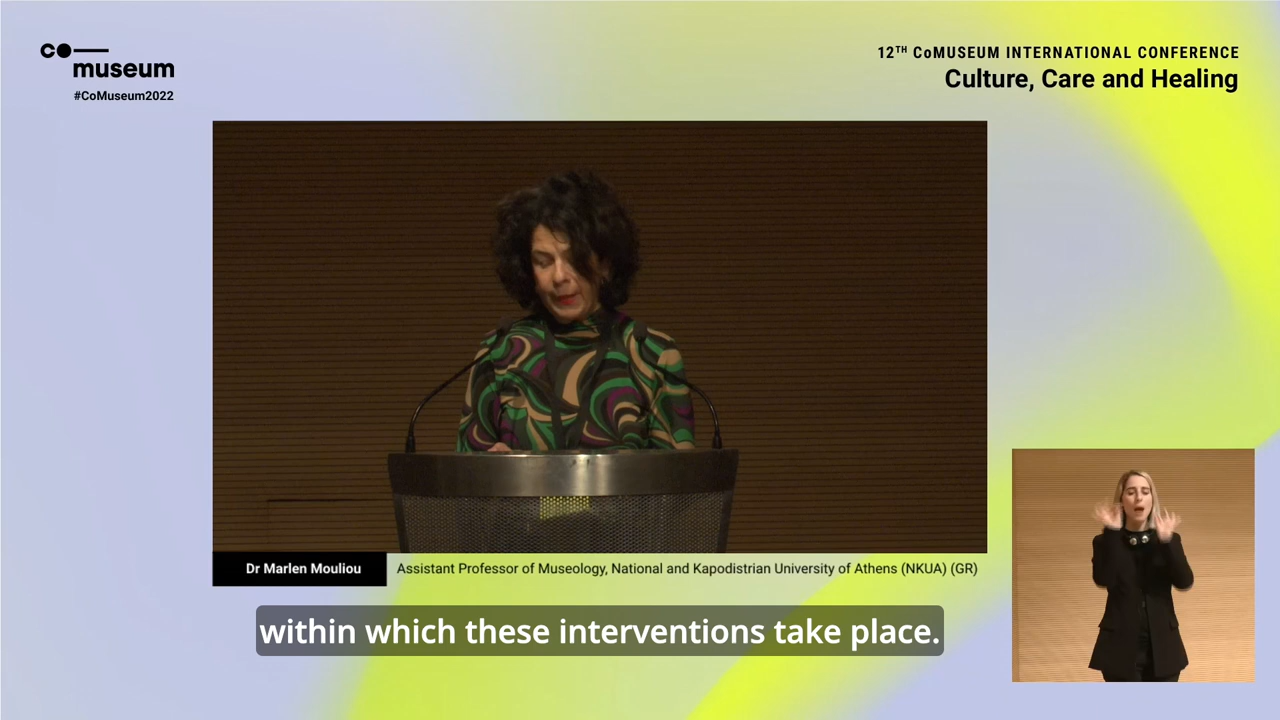 co museum
#CoMuseum2022
12TH CoMUSEUM INTERNATIONAL CONFERENCE
Culture, Care and Healing
Dr Marlen Mouliou
Assistant Professor of Museology, National and Kapodistrian University of Athens (NKUA) (GR)
within which these interventions take place.